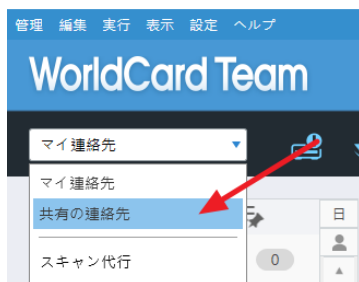 管理 編集 実行 表示 設定 ヘルプ
WorldCard Team
マイ連絡先
マイ連絡先
共有の連絡先
日
スキャン代行
0